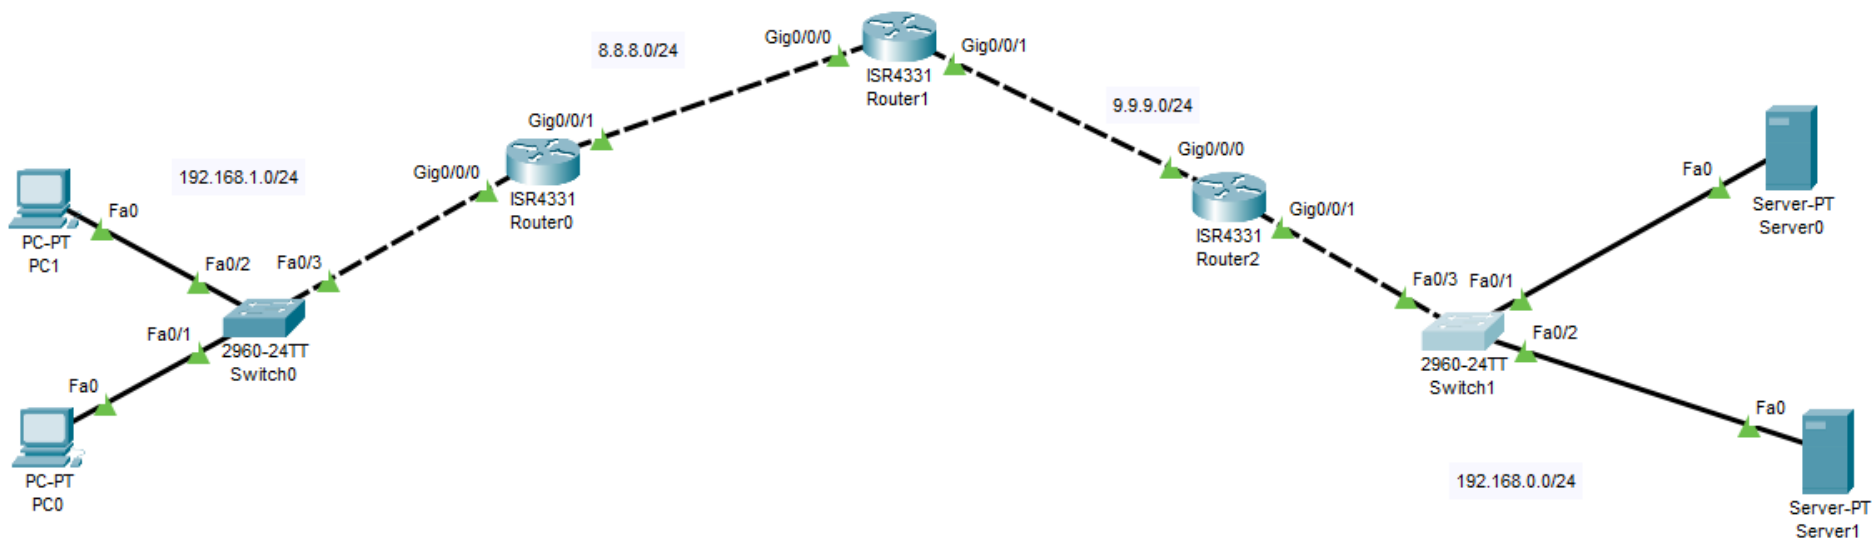 Gig0/0/0
ISR4331
Router1
Gig0/0/1
8.8.8.0/24
9.9.9.0/24
Gig0/0/1
Gig0/0/0
ISR4331
Router0
192.168.1.0/24
Gig0/0/0
ISR4331
Router2
Gig0/0/1
Fa0
Server-PT
Server0
Fa0
PC-PT
PC1
Fa0/2
Fa0/3
Fa0/1
2960-24TT
Switch0
Fa0
PC-PT
PC0
Fa0/3
Fa0/1
Fa0/2
2960-24TT
Switch1
Fa0
192.168.0.0/24
Server-PT
Server1